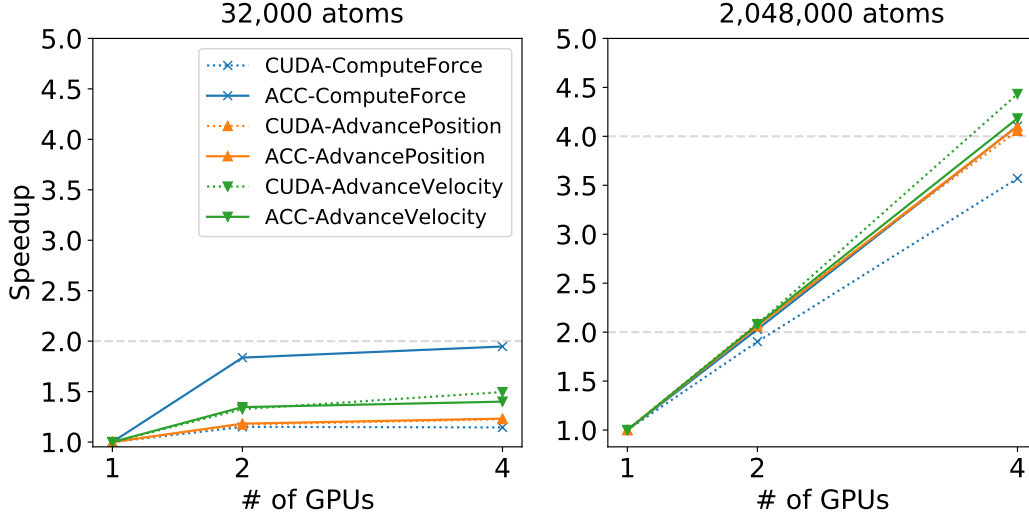 32,000 atoms
5.0
4.5
4.0
3.5
3.0
2.5
2.0
1.5
1.0
Speedup
CUDA-ComputeForce
ACC-ComputeForce
CUDA-AdvancePosition
ACC-AdvancePosition
CUDA-AdvanceVelocity
ACC-AdvanceVelocity
1 2 4
# of GPUs
2,048,000 atoms
5.0
4.5
4.0
3.5
3.0
2.5
2.0
1.5
1.0
1 2 4
# of GPUs